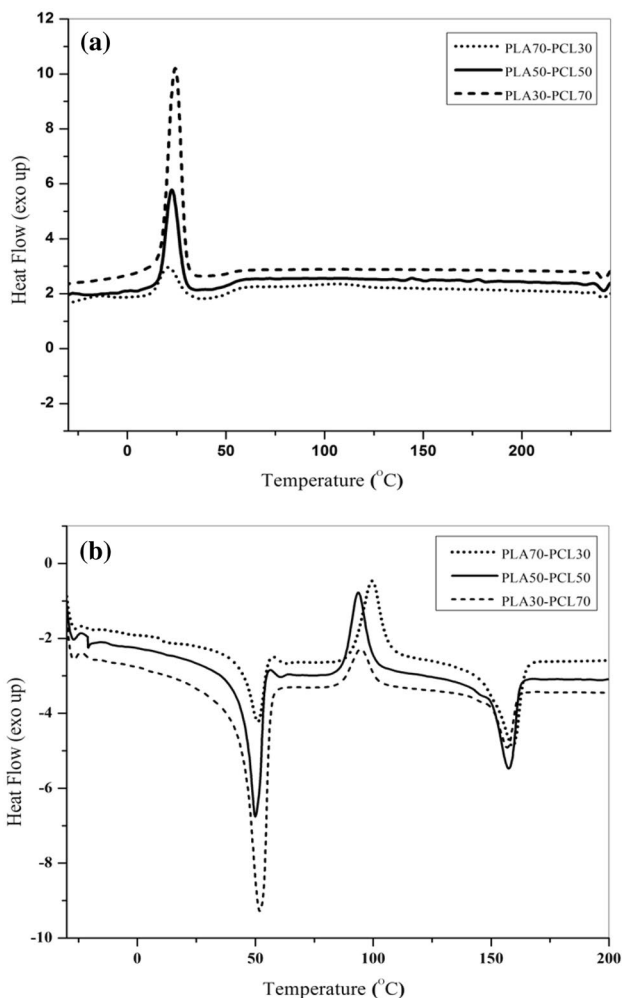 (a)
PLA70-PCL30
PLA50-PCL50
PLA30-PCL70
12
10
8
6
4
2
0
-2
Heat Flow (exo up)
0
50
100
150
200
Temperature (°C)
(b)
PLA70-PCL30
PLA50-PCL50
PLA30-PCL70
0
-2
-4
-6
-8
-10
Heat Flow (exo up)
0
50
100
150
200
Temperature (°C)